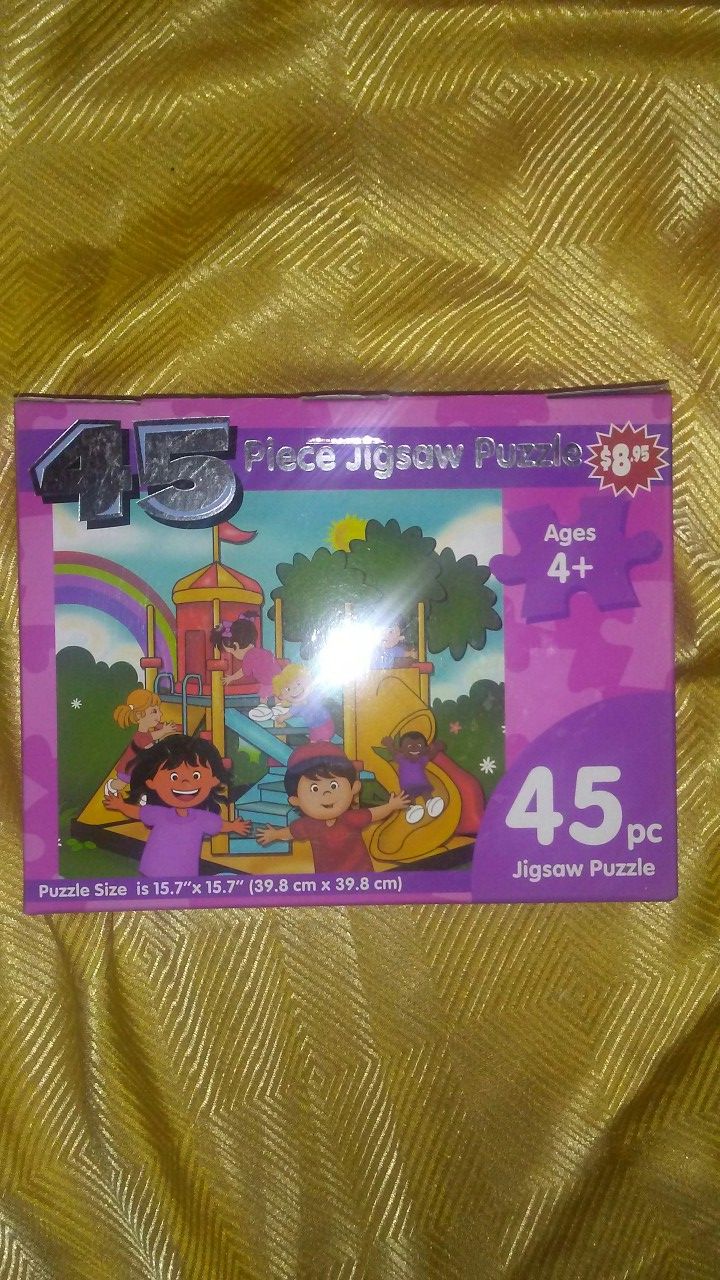 45 Piece Jigsaw Puzzle
$8.95
Ages
4+
45 pc
Jigsaw Puzzle
Puzzle Size is 15.7"x 15.7" (39.8 cm x 39.8 cm)